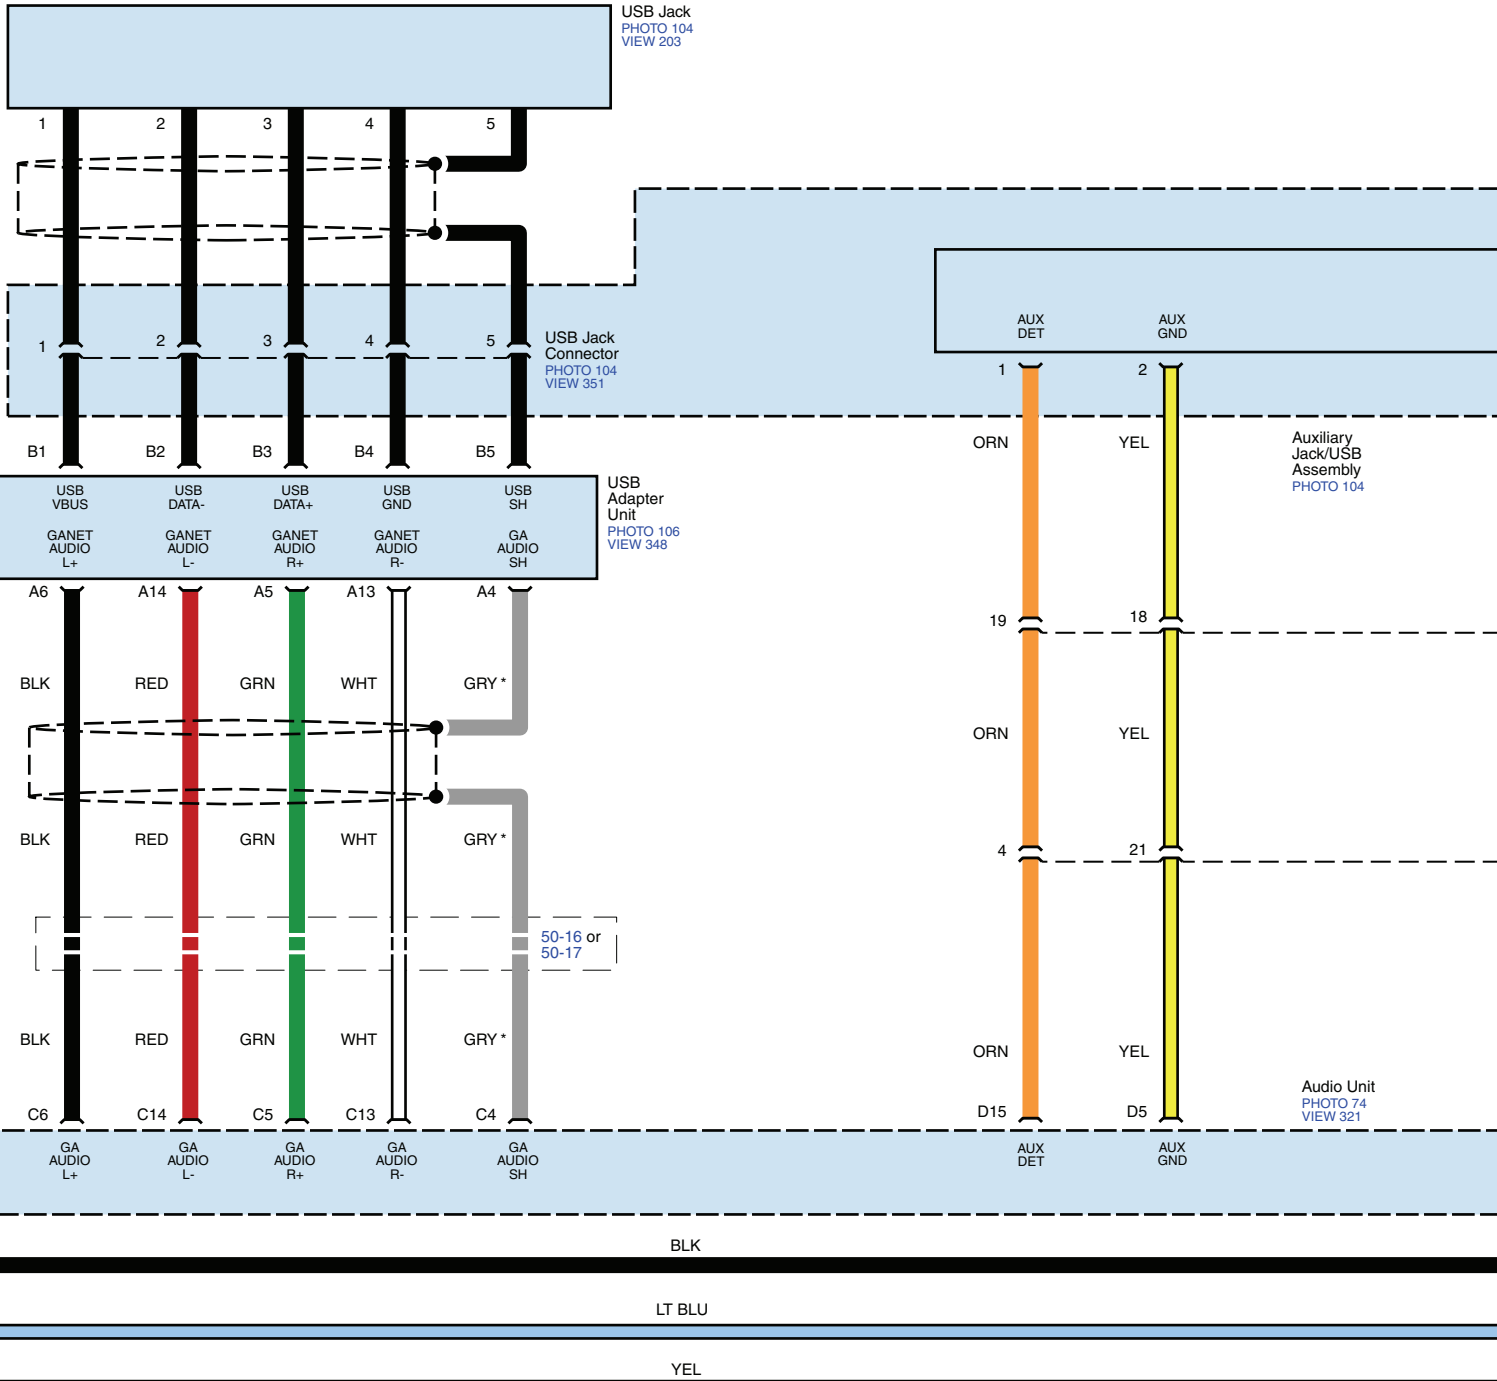 USB Jack
PHOTO 104
VIEW 203
1 2 3 4 5
AUX DET
AUX GND
1 2 3 4 5
USB Jack
Connector
PHOTO 104
VIEW 351
1 2
B1 B2 B3 B4 B5
ORN YEL
Auxiliary
Jack/USB
Assembly
PHOTO 104
USB VBUS
USB DATA-
USB DATA+
USB GND
USB SH
USB
Adapter
Unit
PHOTO 106
VIEW 348
GANET AUDIO L+
GANET AUDIO L-
GANET AUDIO R+
GANET AUDIO R-
GA AUDIO SH
A6 A14 A5 A13 A4
19 18
BLK RED GRN WHT GRY *
ORN YEL
BLK RED GRN WHT GRY *
4 21
50-16 or
50-17
BLK RED GRN WHT GRY *
ORN YEL
Audio Unit
PHOTO 74
VIEW 321
C6 C14 C5 C13 C4 D15 D5
GA AUDIO L+
GA AUDIO L-
GA AUDIO R+
GA AUDIO R-
GA AUDIO SH
AUX DET
AUX GND
BLK
LT BLU
YEL